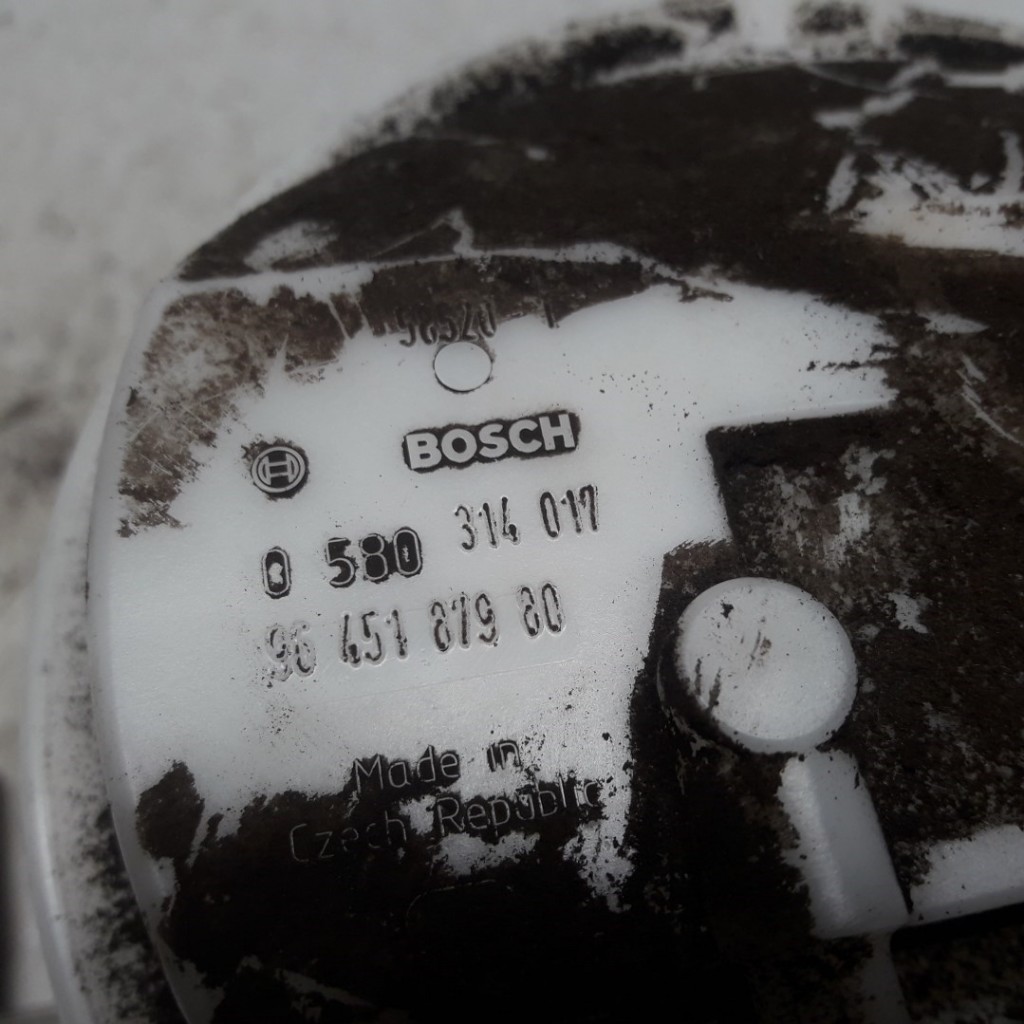 BOSCH
0 580 314 017
96 451 879 80
Made in
Czech Republic